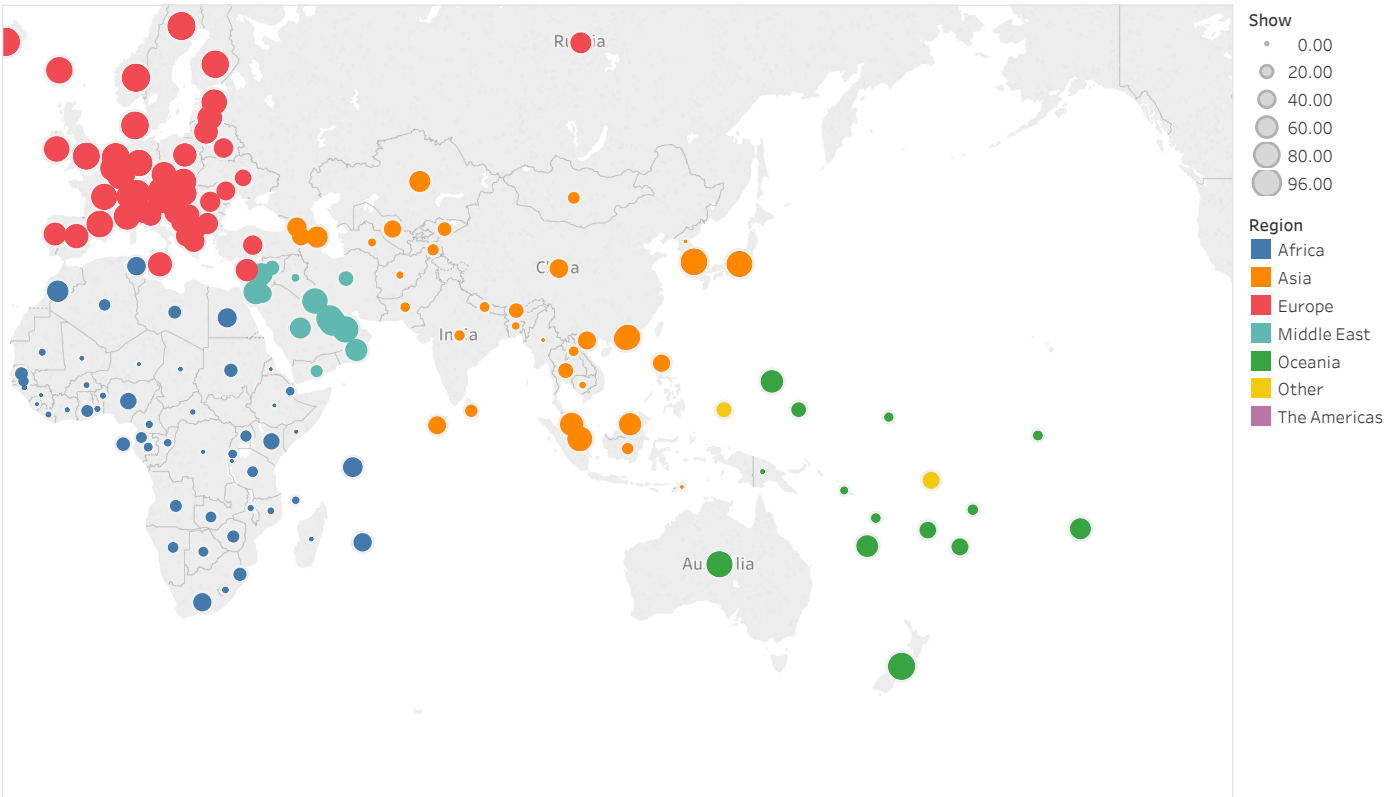 Show
0.00
20.00
40.00
60.00
80.00
96.00
Region
Africa
Asia
Europe
Middle East
Oceania
Other
The Americas